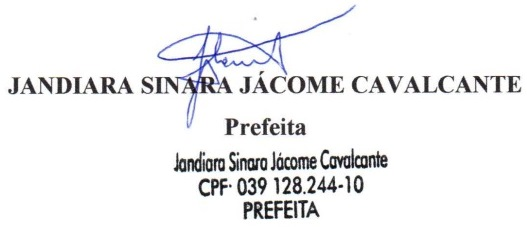 JANDIARA SINARA JÁCOME CAVALCANTE
Prefeita
Jandiara Sinara Jácome Cavalcante
CPF· 039 128.244-10
PREFEITA